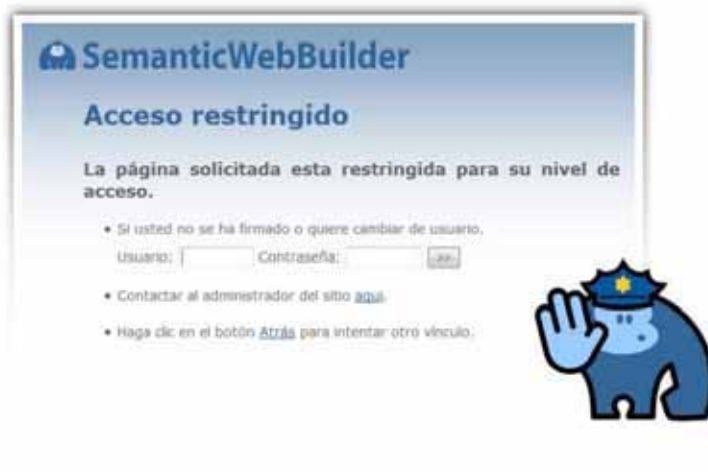 SemanticWebBuilder
Acceso restringido
La página solicitada esta restringida para su nivel de
acceso.
• Si usted no se ha firmado o quiere cambiar de usuario.
Usuario: Contraseña: >>
• Contactar al administrador del sitio aquí.
• Haga clic en el botón Atrás para intentar otro vínculo.